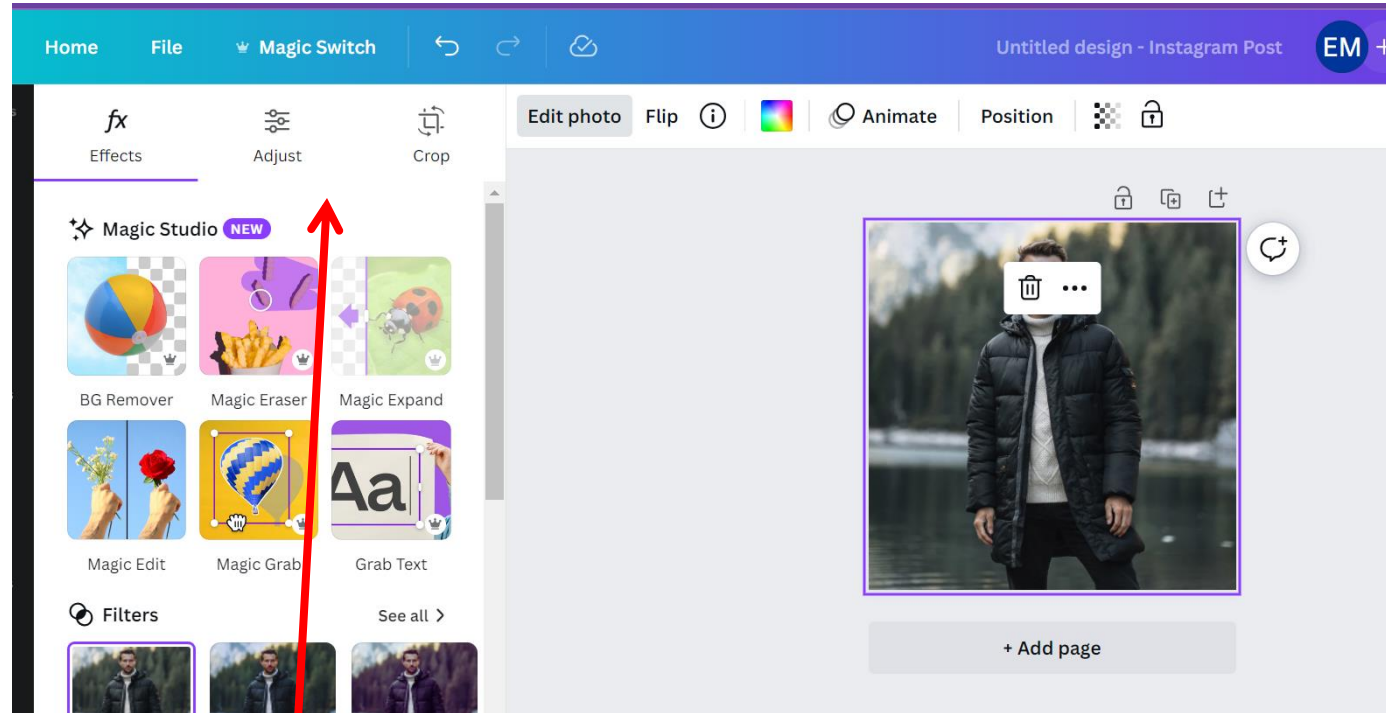 Home File Magic Switch Untitled design - Instagram Post EM +
fx
Effects Adjust Crop
Edit photo Flip Animate Position
Magic Studio NEW
BG Remover Magic Eraser Magic Expand
Aa
Magic Edit Magic Grab Grab Text
Filters See all >
+ Add page